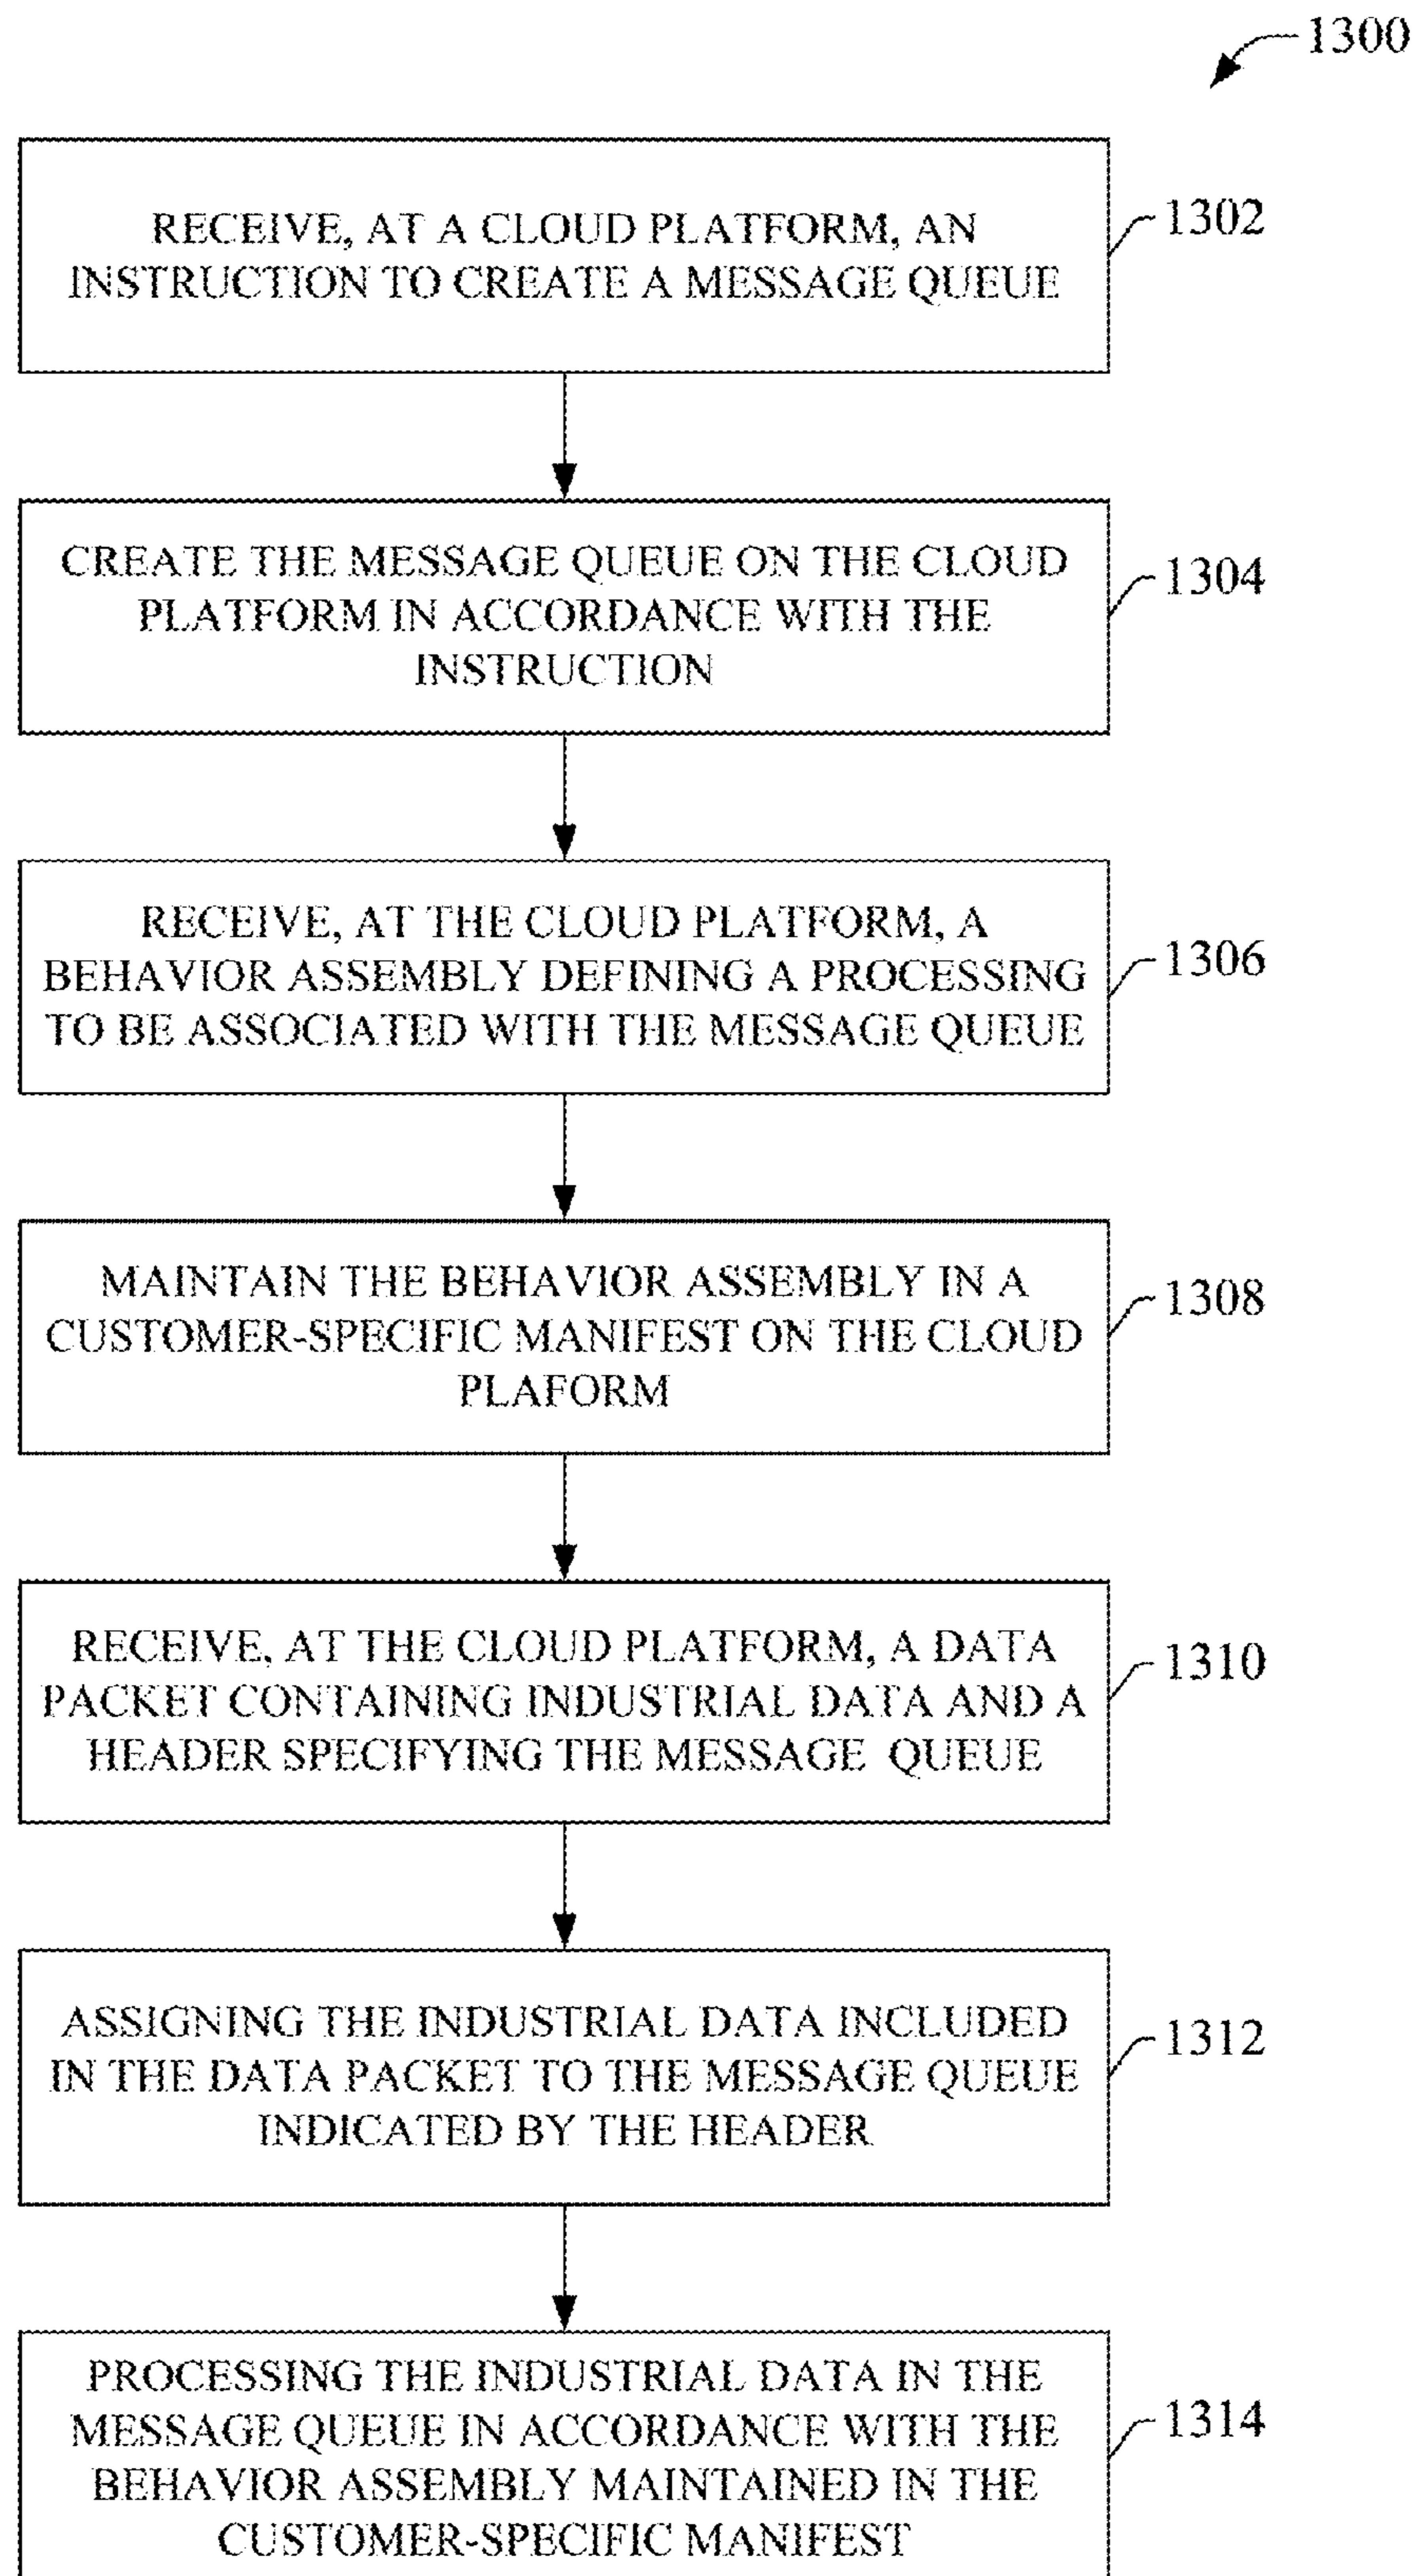 1300
RECEIVE, AT A CLOUD PLATFORM, AN
INSTRUCTION TO CREATE A MESSAGE QUEUE
1302
CREATE THE MESSAGE QUEUE ON THE CLOUD
PLATFORM IN ACCORDANCE WITH THE
INSTRUCTION
1304
RECEIVE, AT THE CLOUD PLATFORM, A
BEHAVIOR ASSEMBLY DEFINING A PROCESSING
TO BE ASSOCIATED WITH THE MESSAGE QUEUE
1306
MAINTAIN THE BEHAVIOR ASSEMBLY IN A
CUSTOMER-SPECIFIC MANIFEST ON THE CLOUD
PLAFORM
1308
RECEIVE, AT THE CLOUD PLATFORM, A DATA
PACKET CONTAINING INDUSTRIAL DATA AND A
HEADER SPECIFYING THE MESSAGE QUEUE
1310
ASSIGNING THE INDUSTRIAL DATA INCLUDED
IN THE DATA PACKET TO THE MESSAGE QUEUE
INDICATED BY THE HEADER
1312
PROCESSING THE INDUSTRIAL DATA IN THE
MESSAGE QUEUE IN ACCORDANCE WITH THE
BEHAVIOR ASSEMBLY MAINTAINED IN THE
CUSTOMER-SPECIFIC MANIFEST
1314